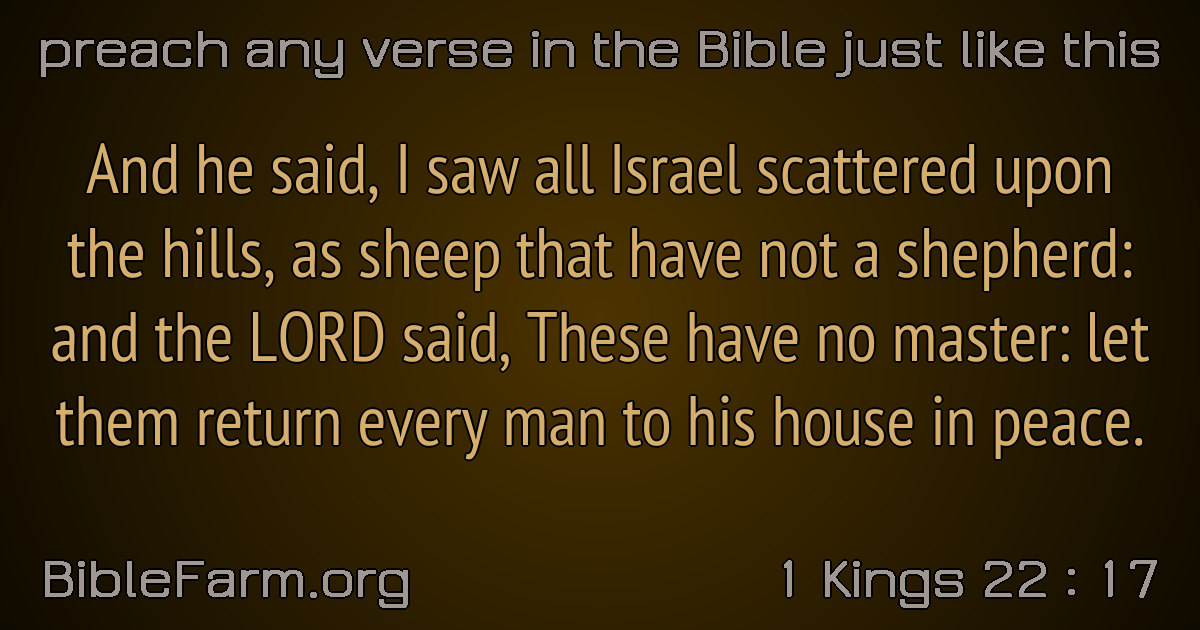 preach any verse in the Bible just like this
And he said, I saw all Israel scattered upon
the hills, as sheep that have not a shepherd:
and the LORD said, These have no master: let
them return every man to his house in peace.
BibleFarm.org
1 Kings 22 : 17